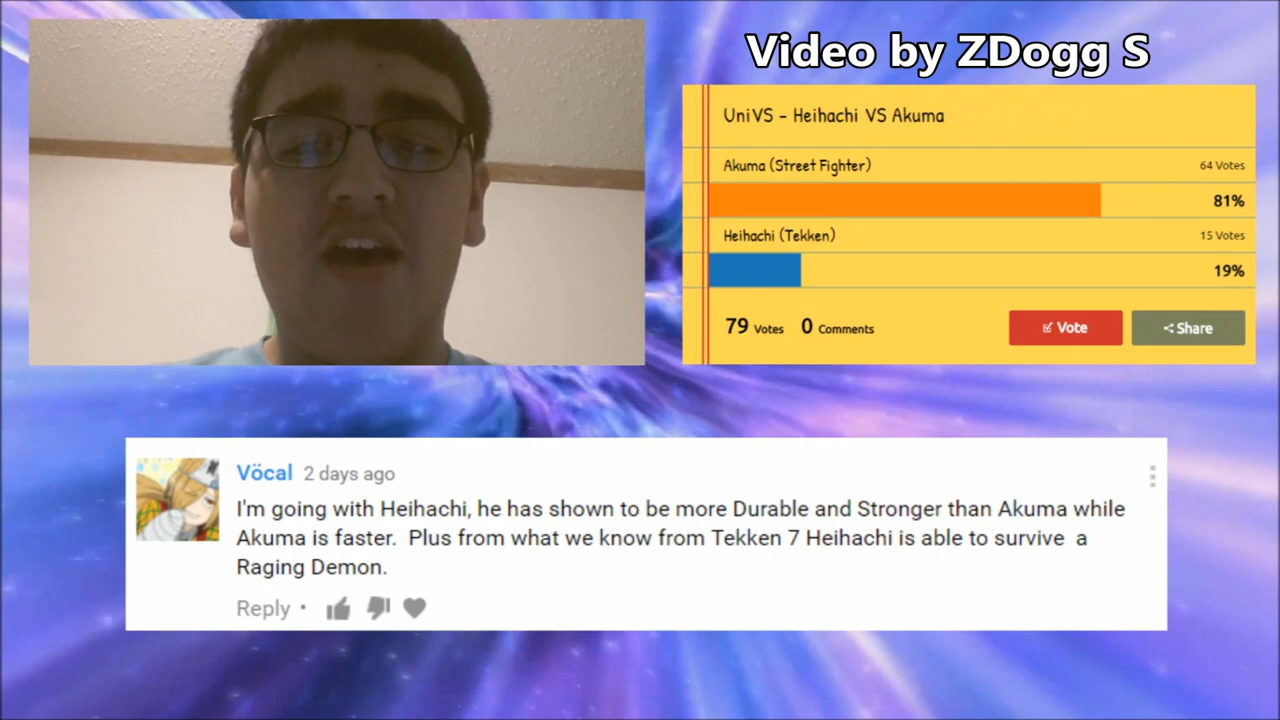 Video by ZDogg S
UniVS - Heihachi VS Akuma
Akuma (Street Fighter) 64 Votes
81%
Heihachi (Tekken) 15 Votes
19%
79 Votes 0 Comments Vote Share
Vöcal 2 days ago
I'm going with Heihachi, he has shown to be more Durable and Stronger than Akuma while
Akuma is faster. Plus from what we know from Tekken 7 Heihachi is able to survive a
Raging Demon.
Reply •